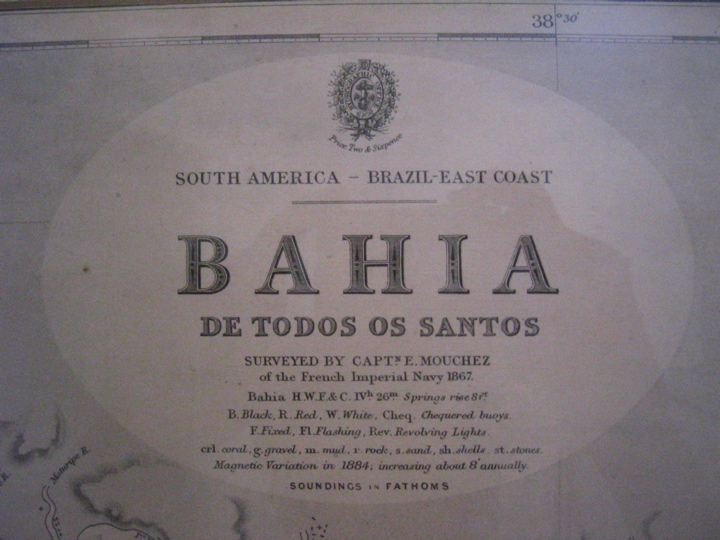 38°30'
Price Two & Sixpence
SOUTH AMERICA – BRAZIL-EAST COAST
BAHIA
DE TODOS OS SANTOS
SURVEYED BY CAPTN E. MOUCHEZ
of the French Imperial Navy 1867.
Bahia H.W.F.& C. IVh 26m Springs rise 8ft.
B. Black, R. Red, W. White, Cheq. Chequered buoys.
F. Fixed, Fl. Flashing, Rev. Revolving Lights.
crl. coral, g. gravel, m. mud, r. rock, s. sand, sh. shells. st. stones.
Magnetic Variation in 1884; increasing about 8' annually.
SOUNDINGS IN FATHOMS